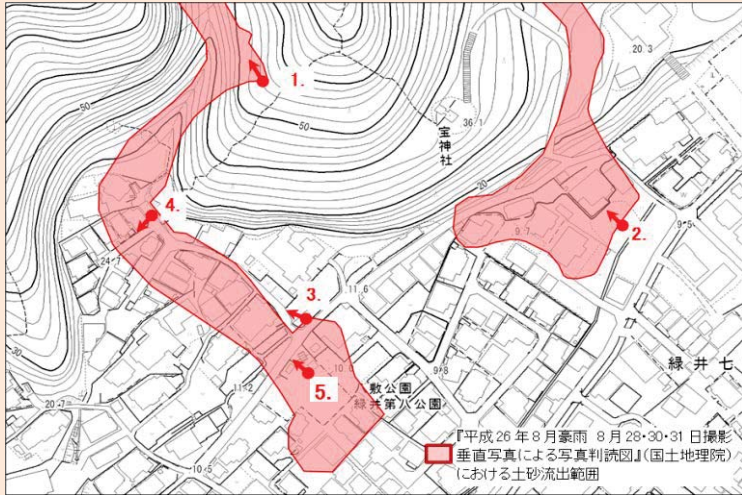 20.3
1.
50
50
宝神社
36.1
20
4.
9.5
2.
9.7
24.7
3.
11.6
5.
10.8
9.8
八敷公園
緑井第八公園
緑井七
30
11.2
20.7
10.5
『平成26年8月豪雨 8月28・30・31日撮影
垂直写真による写真判読図』(国土地理院)
における土砂流出範囲